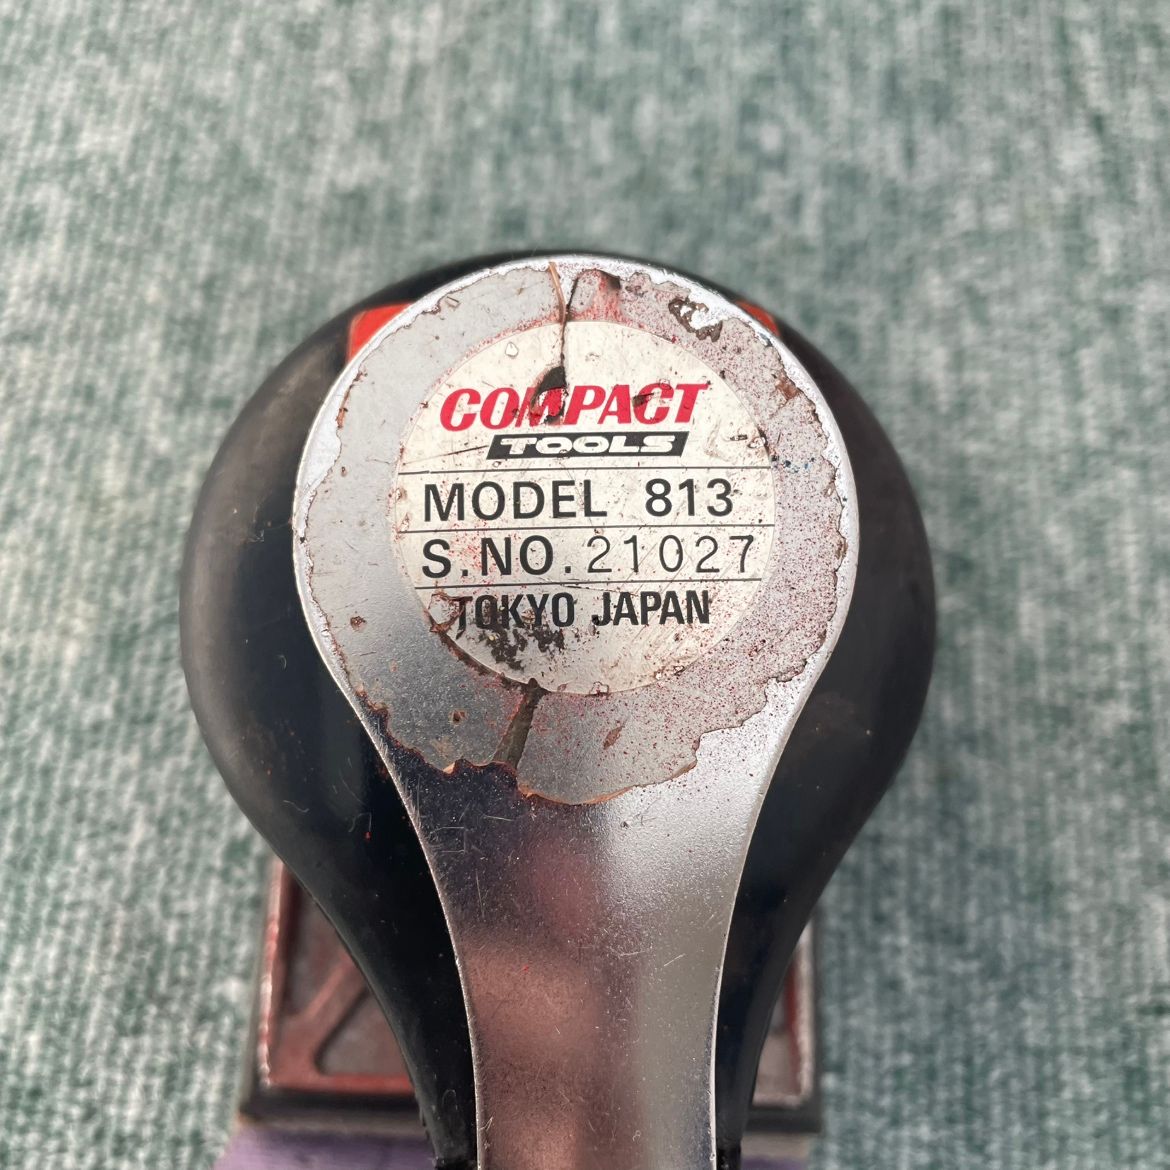 COMPACT
TOOLS
MODEL 813
S.NO. 21027
TOKYO JAPAN